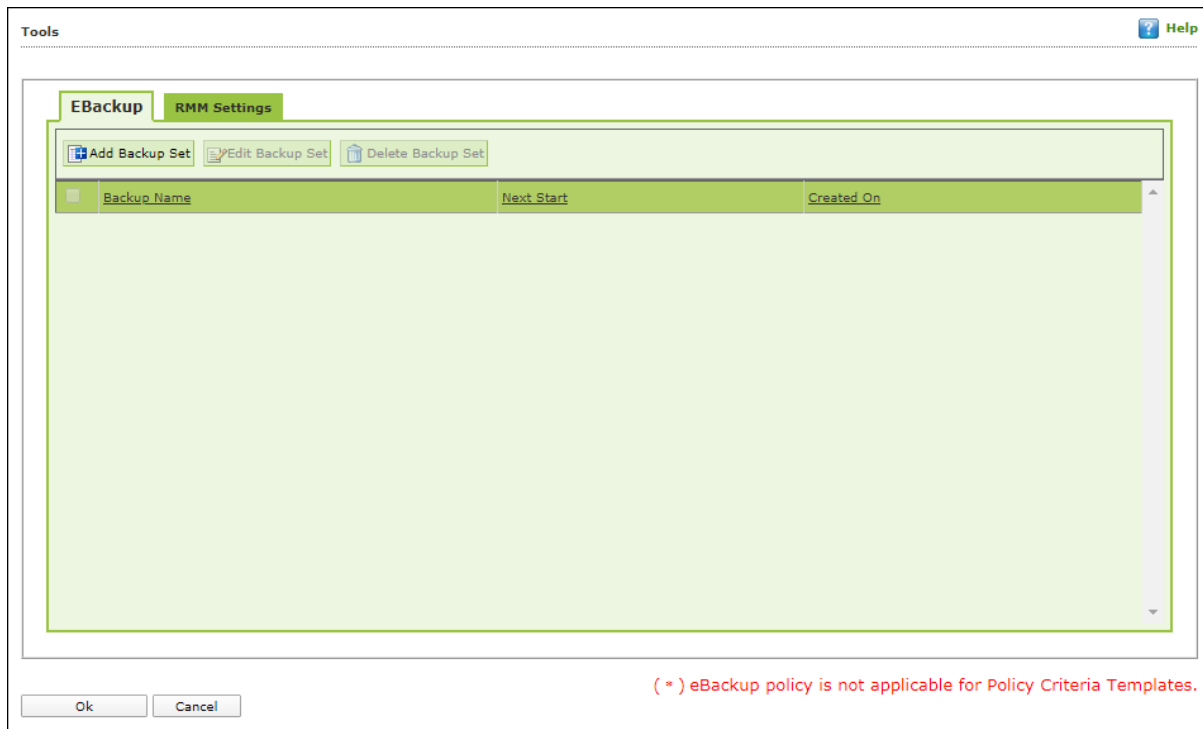 Tools
Help
EBackup RMM Settings
Add Backup Set Edit Backup Set Delete Backup Set
Backup Name Next Start Created On
( * ) eBackup policy is not applicable for Policy Criteria Templates.
Ok Cancel